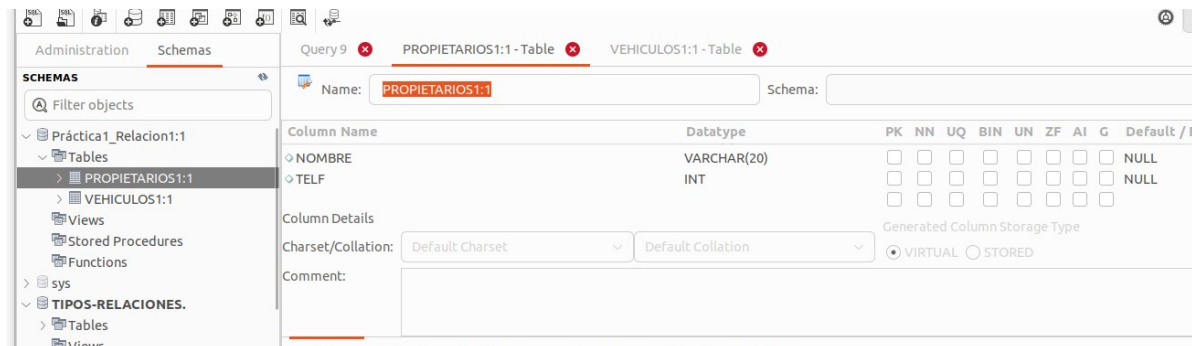 SQL SQL
Administration Schemas
Query 9 PROPIETARIOS1:1 - Table VEHICULOS1:1 - Table
SCHEMAS
Name: PROPIETARIOS1:1 Schema:
Filter objects
Práctica1_Relacion1:1
Column Name Datatype PK NN UQ BIN UN ZF AI G Default /
Tables
NOMBRE VARCHAR(20) NULL
PROPIETARIOS1:1
TELF INT NULL
VEHICULOS1:1
Views
Column Details
Generated Column Storage Type
Stored Procedures
Charset/Collation: Default Charset Default Collation VIRTUAL STORED
Functions
Comment:
sys
TIPOS-RELACIONES.
Tables
Views